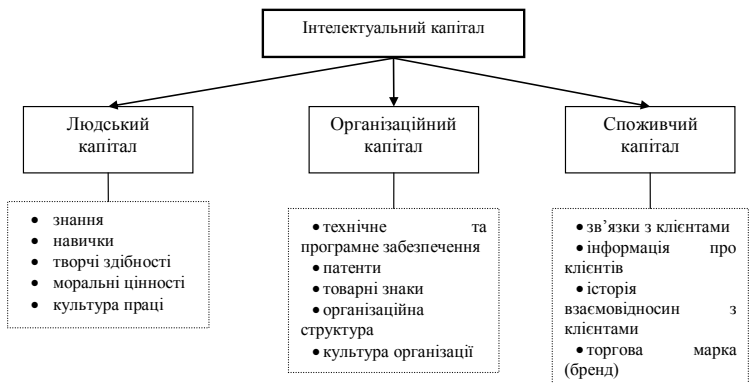 Інтелектуальний капітал
Людський
капітал
Організаційний
капітал
Споживчий
капітал
• знання
• навички
• творчі здібності
• моральні цінності
• культура праці
• технічне та
програмне забезпечення
• патенти
• товарні знаки
• організаційна
структура
• культура організації
• зв’язки з клієнтами
• інформація про
клієнтів
• історія
взаємовідносин з
клієнтами
• торгова марка
(бренд)